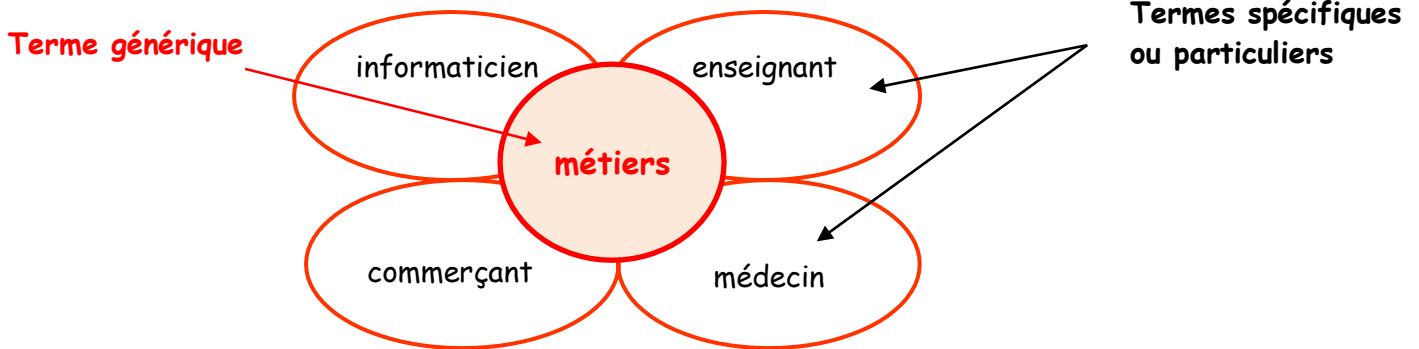 Terme générique
informaticien
enseignant
Termes spécifiques
ou particuliers
métiers
commerçant
médecin